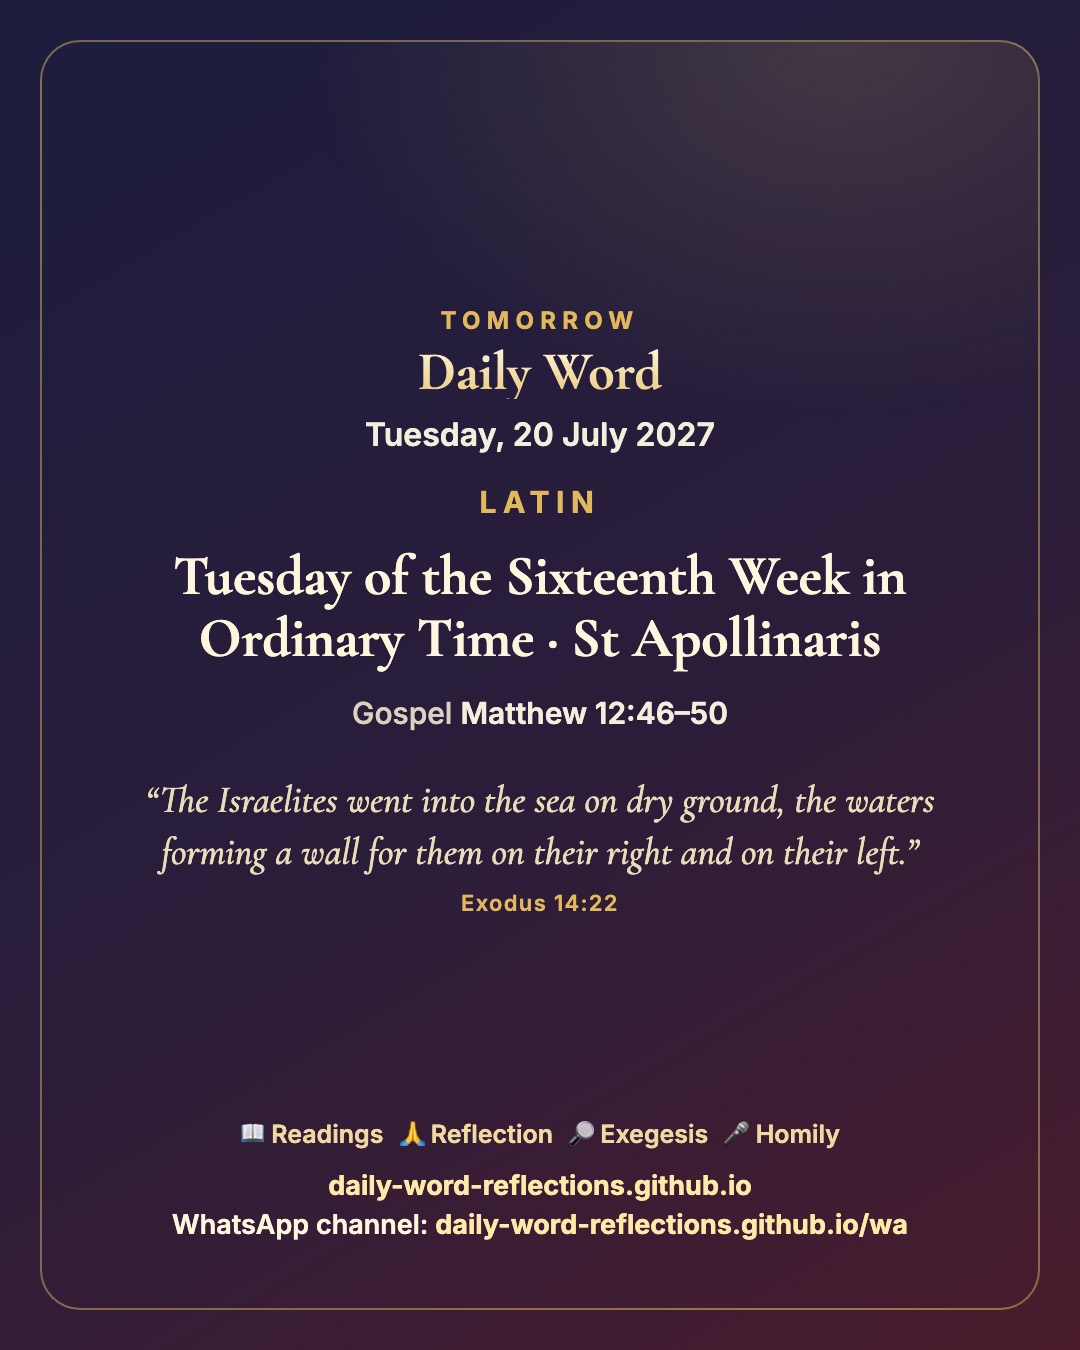 TOMORROW
Daily Word
Tuesday, 20 July 2027
LATIN
Tuesday of the Sixteenth Week in
Ordinary Time · St Apollinaris
Gospel Matthew 12:46–50
“The Israelites went into the sea on dry ground, the waters
forming a wall for them on their right and on their left.”
Exodus 14:22
📖 Readings 🙏 Reflection 🔎 Exegesis 🎤 Homily
daily-word-reflections.github.io
WhatsApp channel: daily-word-reflections.github.io/wa